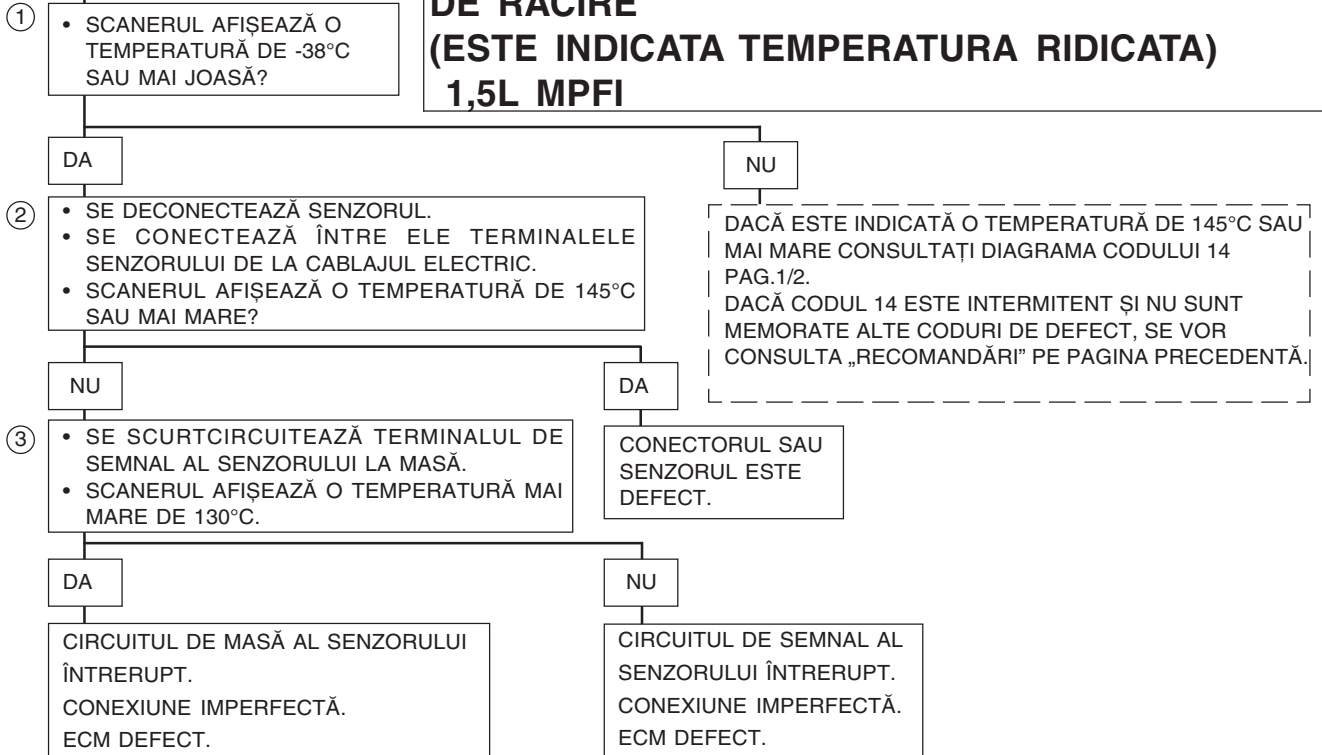 DE RACIRE
(ESTE INDICATA TEMPERATURA RIDICATA)
1,5L MPFI
1
• SCANERUL AFIȘEAZĂ O
TEMPERATURĂ DE -38°C
SAU MAI JOASĂ?
DA
NU
2
• SE DECONECTEAZĂ SENZORUL.
• SE CONECTEAZĂ ÎNTRE ELE TERMINALELE
SENZORULUI DE LA CABLAJUL ELECTRIC.
• SCANERUL AFIȘEAZĂ O TEMPERATURĂ DE 145°C
SAU MAI MARE?
DACĂ ESTE INDICATĂ O TEMPERATURĂ DE 145°C SAU
MAI MARE CONSULTAȚI DIAGRAMA CODULUI 14
PAG.1/2.
DACĂ CODUL 14 ESTE INTERMITENT ȘI NU SUNT
MEMORATE ALTE CODURI DE DEFECT, SE VOR
CONSULTA „RECOMANDĂRI” PE PAGINA PRECEDENTĂ.
NU
DA
3
• SE SCURTCIRCUITEAZĂ TERMINALUL DE
SEMNAL AL SENZORULUI LA MASĂ.
• SCANERUL AFIȘEAZĂ O TEMPERATURĂ MAI
MARE DE 130°C.
CONECTORUL SAU
SENZORUL ESTE
DEFECT.
DA
NU
CIRCUITUL DE MASĂ AL SENZORULUI
ÎNTRERUPT.
CONEXIUNE IMPERFECTĂ.
ECM DEFECT.
CIRCUITUL DE SEMNAL AL
SENZORULUI ÎNTRERUPT.
CONEXIUNE IMPERFECTĂ.
ECM DEFECT.